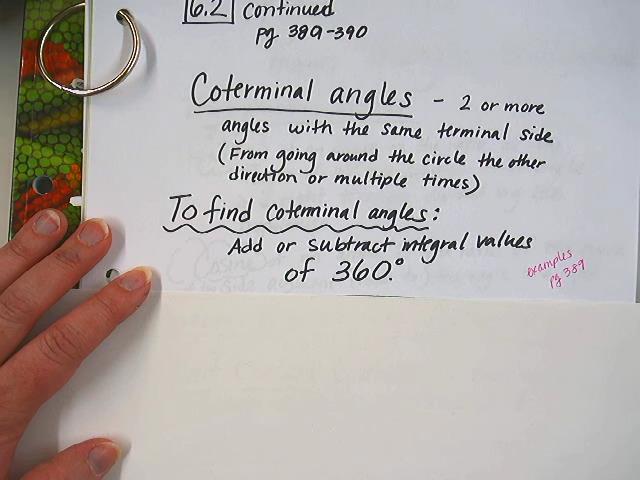 6.2 continued
pg 389-390
Coterminal angles - 2 or more
angles with the same terminal side
(From going around the circle the other
direction or multiple times)
To find coterminal angles:
Add or subtract integral values
of 360.°
examples
pg 389